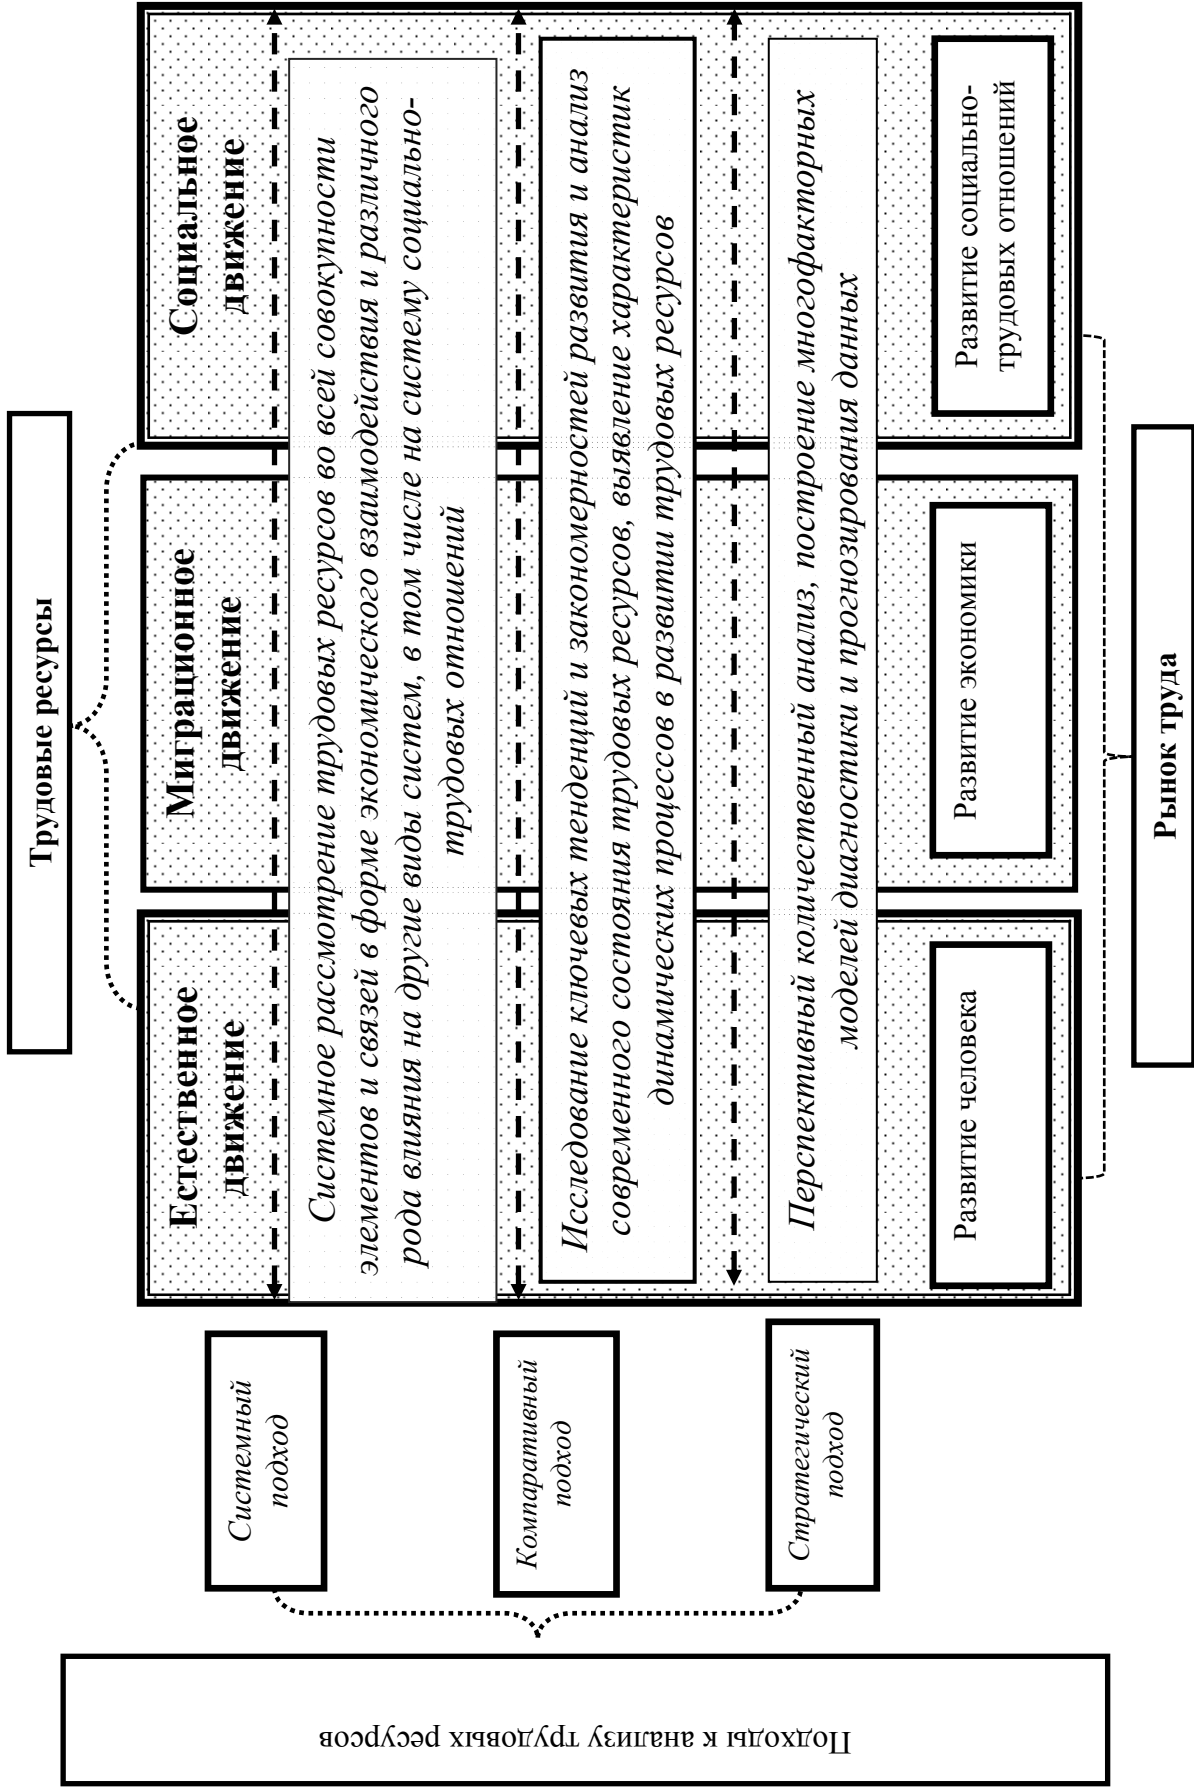 Трудовые ресурсы
Естественное
движение
Миграционное
движение
Социальное
движение
Подходы к анализу трудовых ресурсов
Системный
подход
Системное рассмотрение трудовых ресурсов во всей совокупности
элементов и связей в форме экономического взаимодействия и различного
рода влияния на другие виды систем, в том числе на систему социально-
трудовых отношений
Компаративный
подход
Исследование ключевых тенденций и закономерностей развития и анализ
современного состояния трудовых ресурсов, выявление характеристик
динамических процессов в развитии трудовых ресурсов
Стратегический
подход
Перспективный количественный анализ, построение многофакторных
моделей диагностики и прогнозирования данных
Развитие человека
Развитие экономики
Развитие социально-
трудовых отношений
Рынок труда